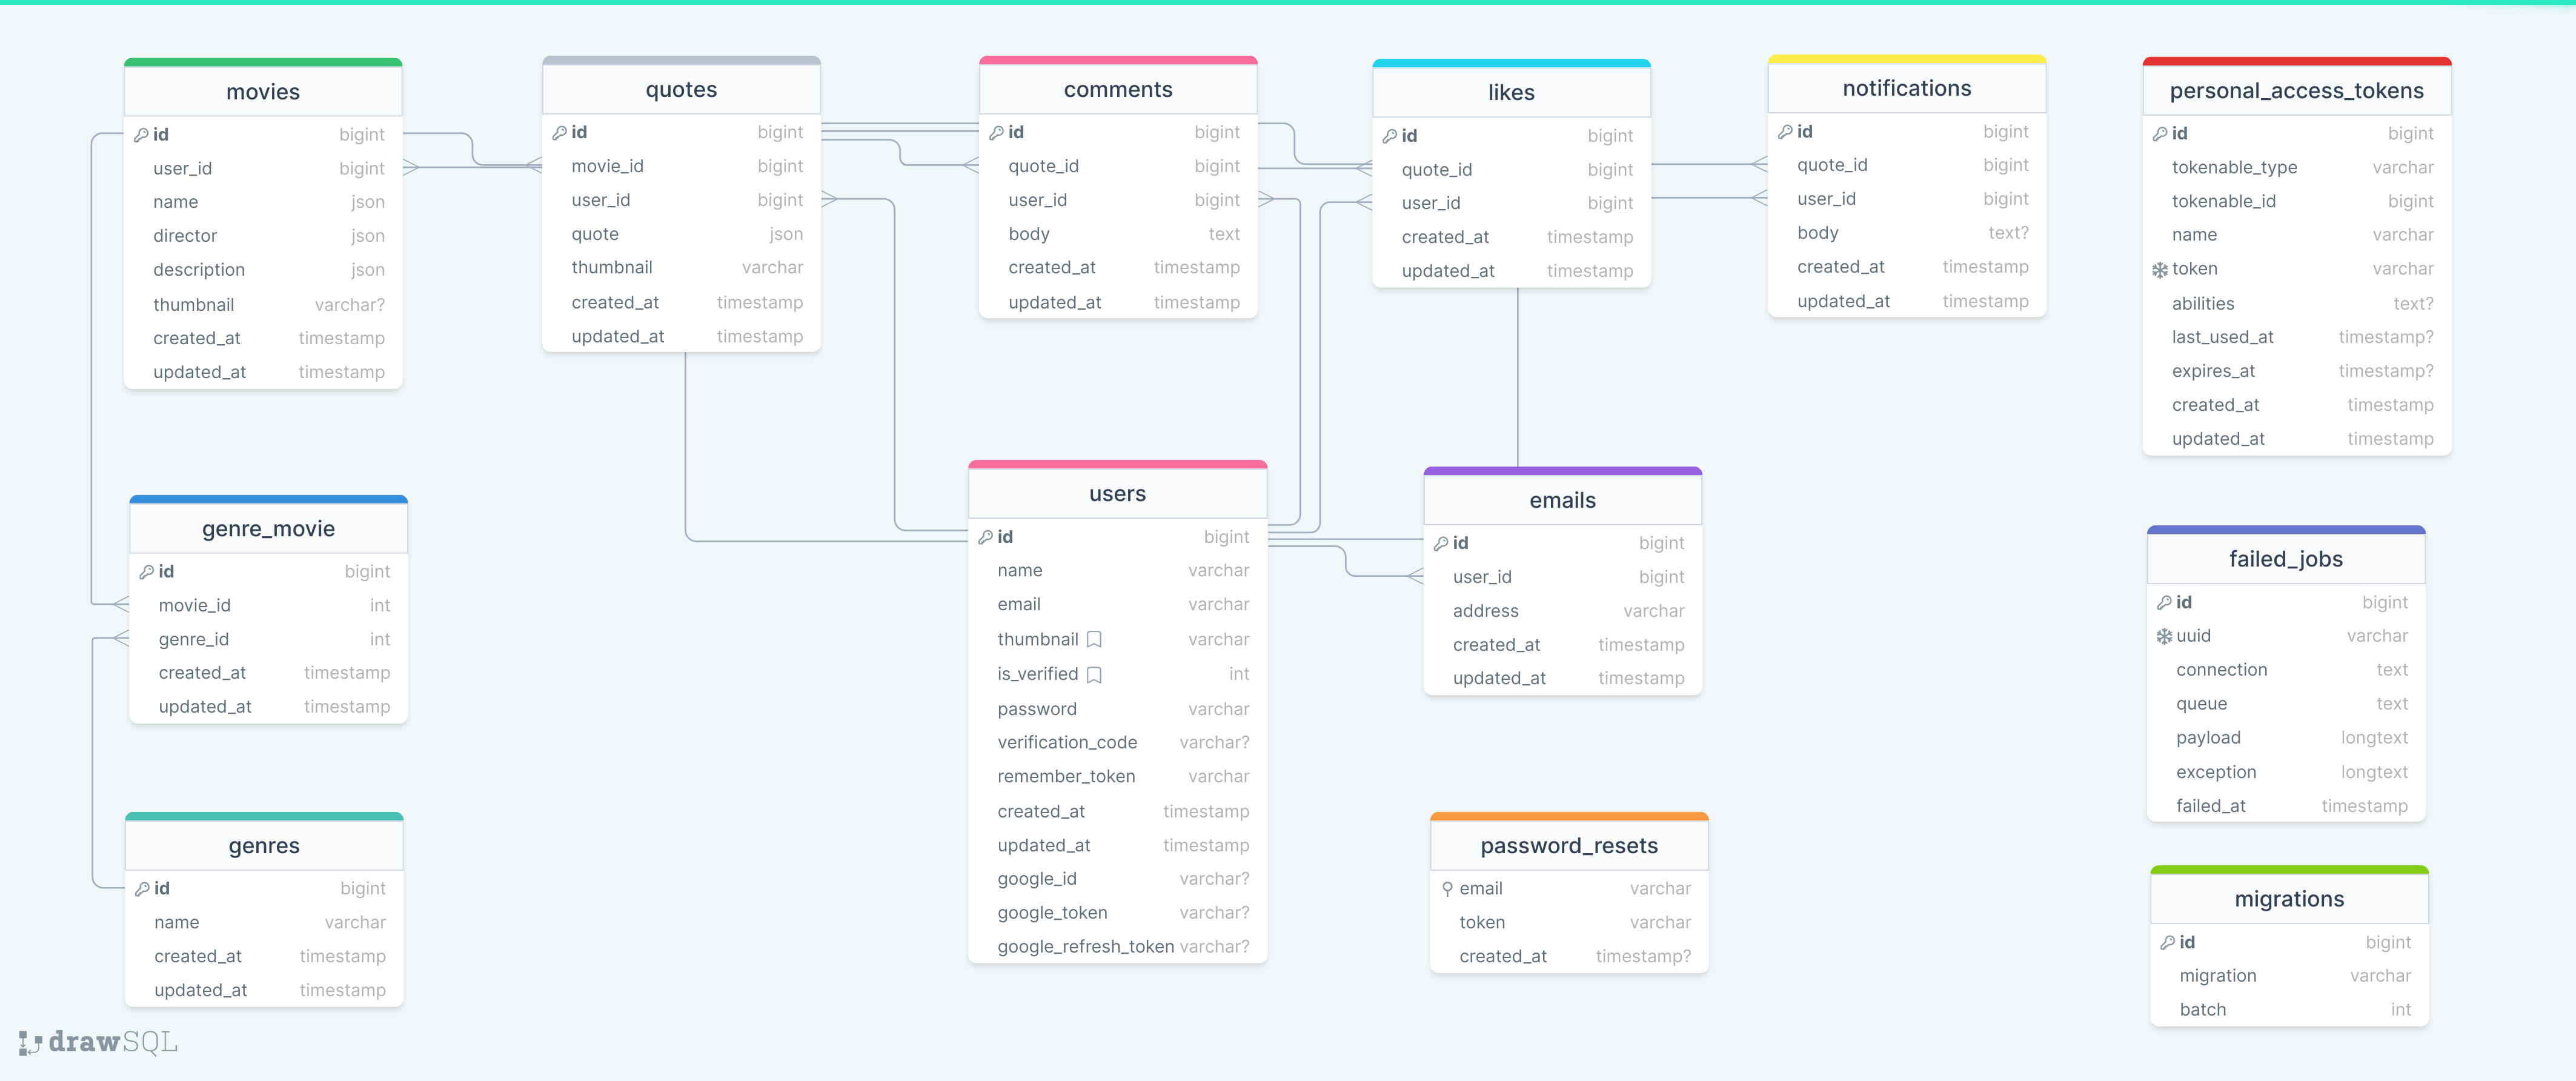 movies
id bigint
user_id bigint
name json
director json
description json
thumbnail varchar?
created_at timestamp
updated_at timestamp
quotes
id bigint
movie_id bigint
user_id bigint
quote json
thumbnail varchar
created_at timestamp
updated_at timestamp
comments
id bigint
quote_id bigint
user_id bigint
body text
created_at timestamp
updated_at timestamp
likes
id bigint
quote_id bigint
user_id bigint
created_at timestamp
updated_at timestamp
notifications
id bigint
quote_id bigint
user_id bigint
body text?
created_at timestamp
updated_at timestamp
personal_access_tokens
id bigint
tokenable_type varchar
tokenable_id bigint
name varchar
token varchar
abilities text?
last_used_at timestamp?
expires_at timestamp?
created_at timestamp
updated_at timestamp
genre_movie
id bigint
movie_id int
genre_id int
created_at timestamp
updated_at timestamp
users
id bigint
name varchar
email varchar
thumbnail varchar
is_verified int
password varchar
verification_code varchar?
remember_token varchar
created_at timestamp
updated_at timestamp
google_id varchar?
google_token varchar?
google_refresh_token varchar?
emails
id bigint
user_id bigint
address varchar
created_at timestamp
updated_at timestamp
failed_jobs
id bigint
uuid varchar
connection text
queue text
payload longtext
exception longtext
failed_at timestamp
genres
id bigint
name varchar
created_at timestamp
updated_at timestamp
password_resets
email varchar
token varchar
created_at timestamp?
migrations
id bigint
migration varchar
batch int
drawSQL